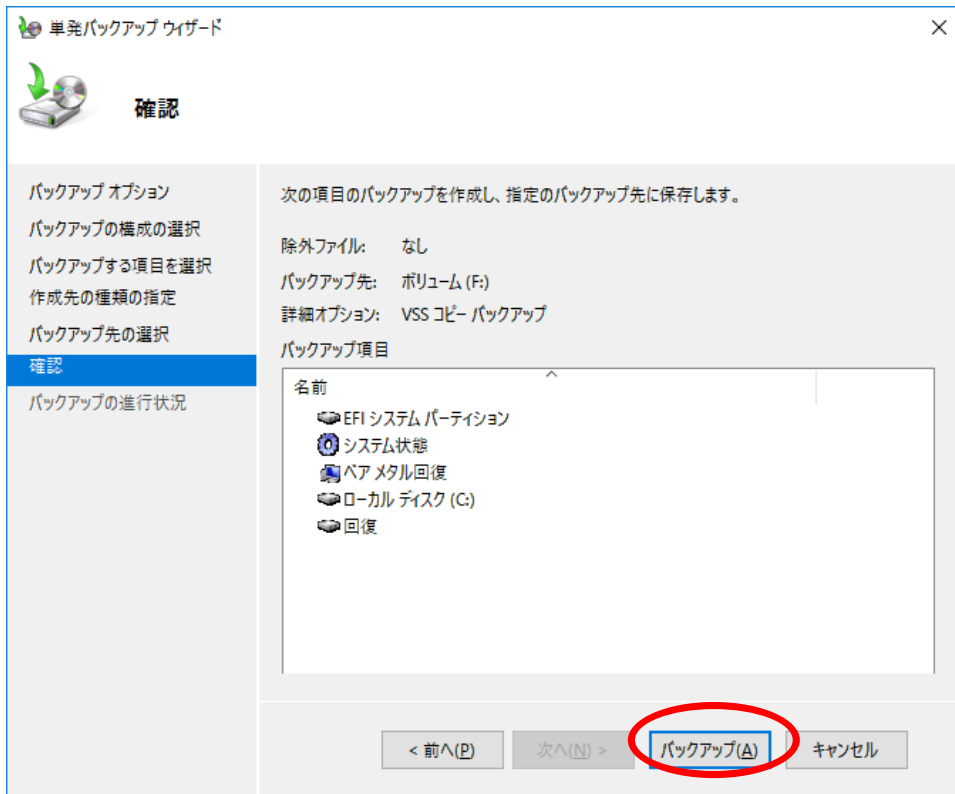 単発バックアップ ウィザード
確認
バックアップ オプション
バックアップの構成の選択
バックアップする項目を選択
作成先の種類の指定
バックアップ先の選択
確認
バックアップの進行状況
次の項目のバックアップを作成し、指定のバックアップ先に保存します。
除外ファイル: なし
バックアップ先: ボリューム (F:)
詳細オプション: VSS コピー バックアップ
バックアップ項目
名前
EFI システム パーティション
システム状態
ベア メタル回復
ローカル ディスク (C:)
回復
< 前へ(P) 次へ(N) > バックアップ(A) キャンセル